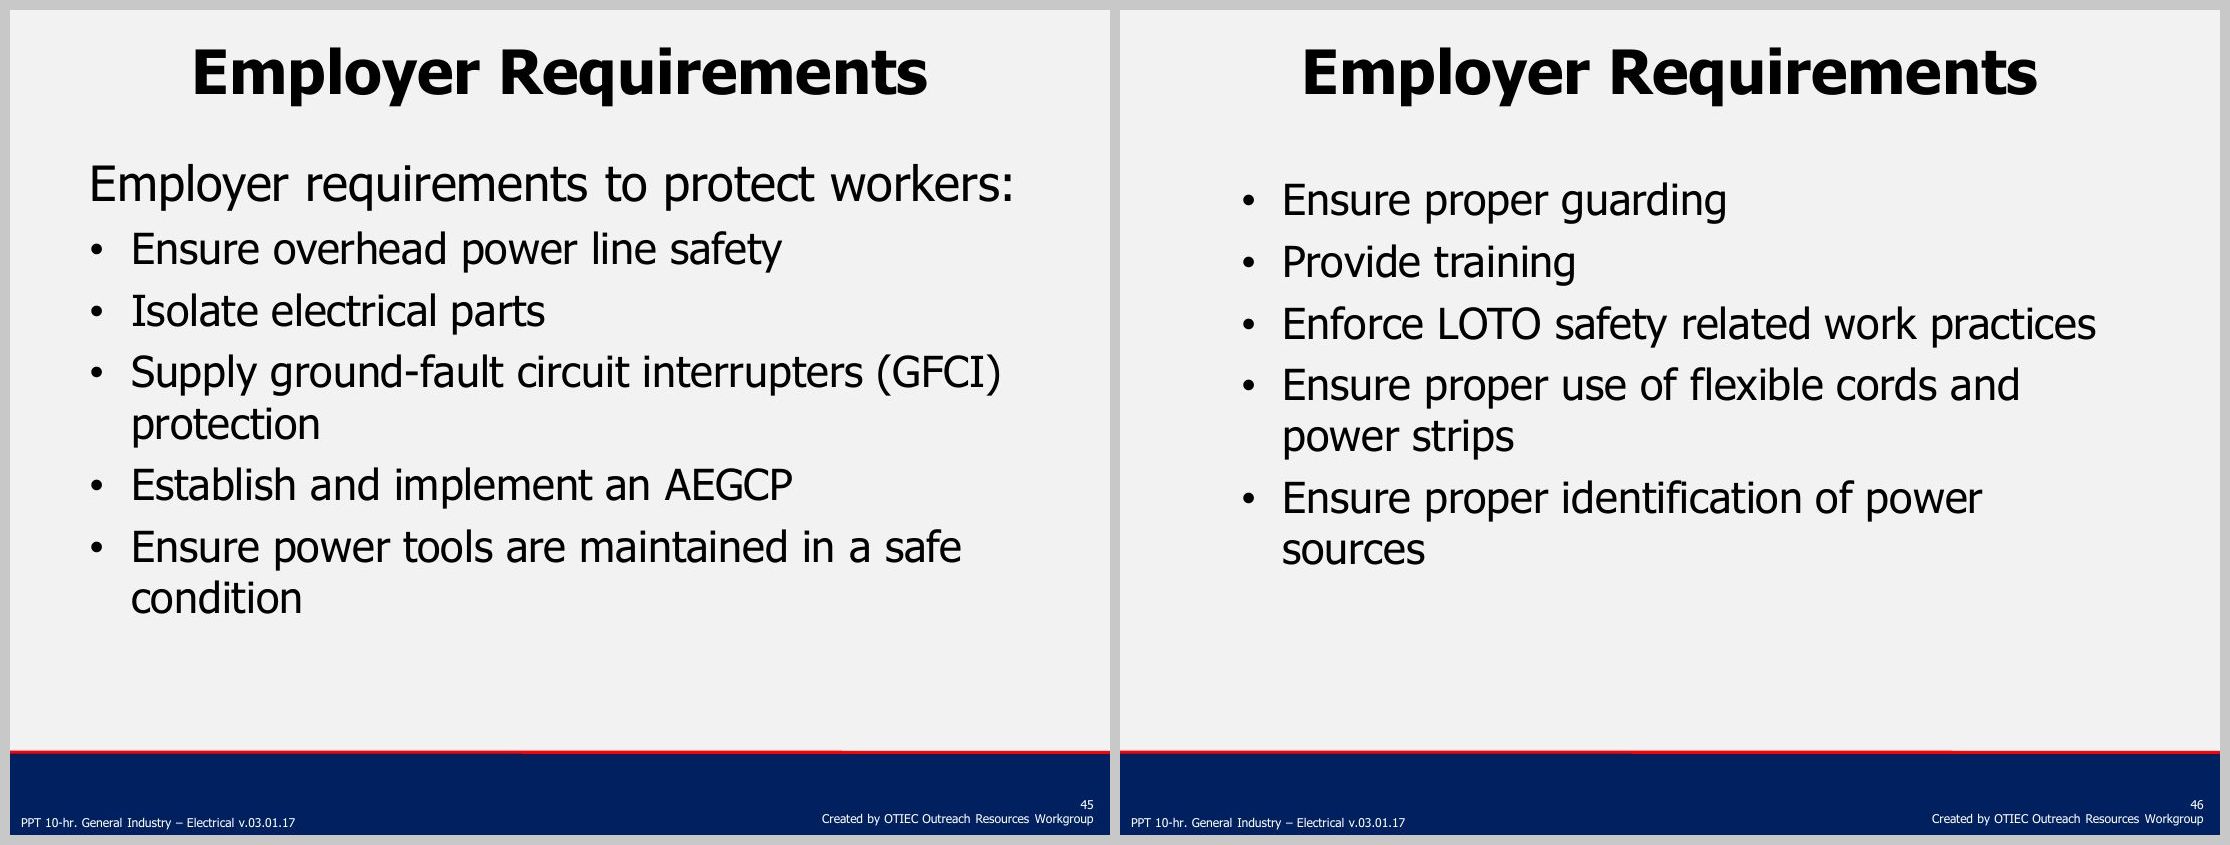 Employer Requirements
Employer requirements to protect workers:
• Ensure overhead power line safety
• Isolate electrical parts
• Supply ground-fault circuit interrupters (GFCI)
protection
• Establish and implement an AEGCP
• Ensure power tools are maintained in a safe
condition
45
PPT 10-hr. General Industry – Electrical v.03.01.17
Created by OTIEC Outreach Resources Workgroup
Employer Requirements
• Ensure proper guarding
• Provide training
• Enforce LOTO safety related work practices
• Ensure proper use of flexible cords and
power strips
• Ensure proper identification of power
sources
46
PPT 10-hr. General Industry – Electrical v.03.01.17
Created by OTIEC Outreach Resources Workgroup